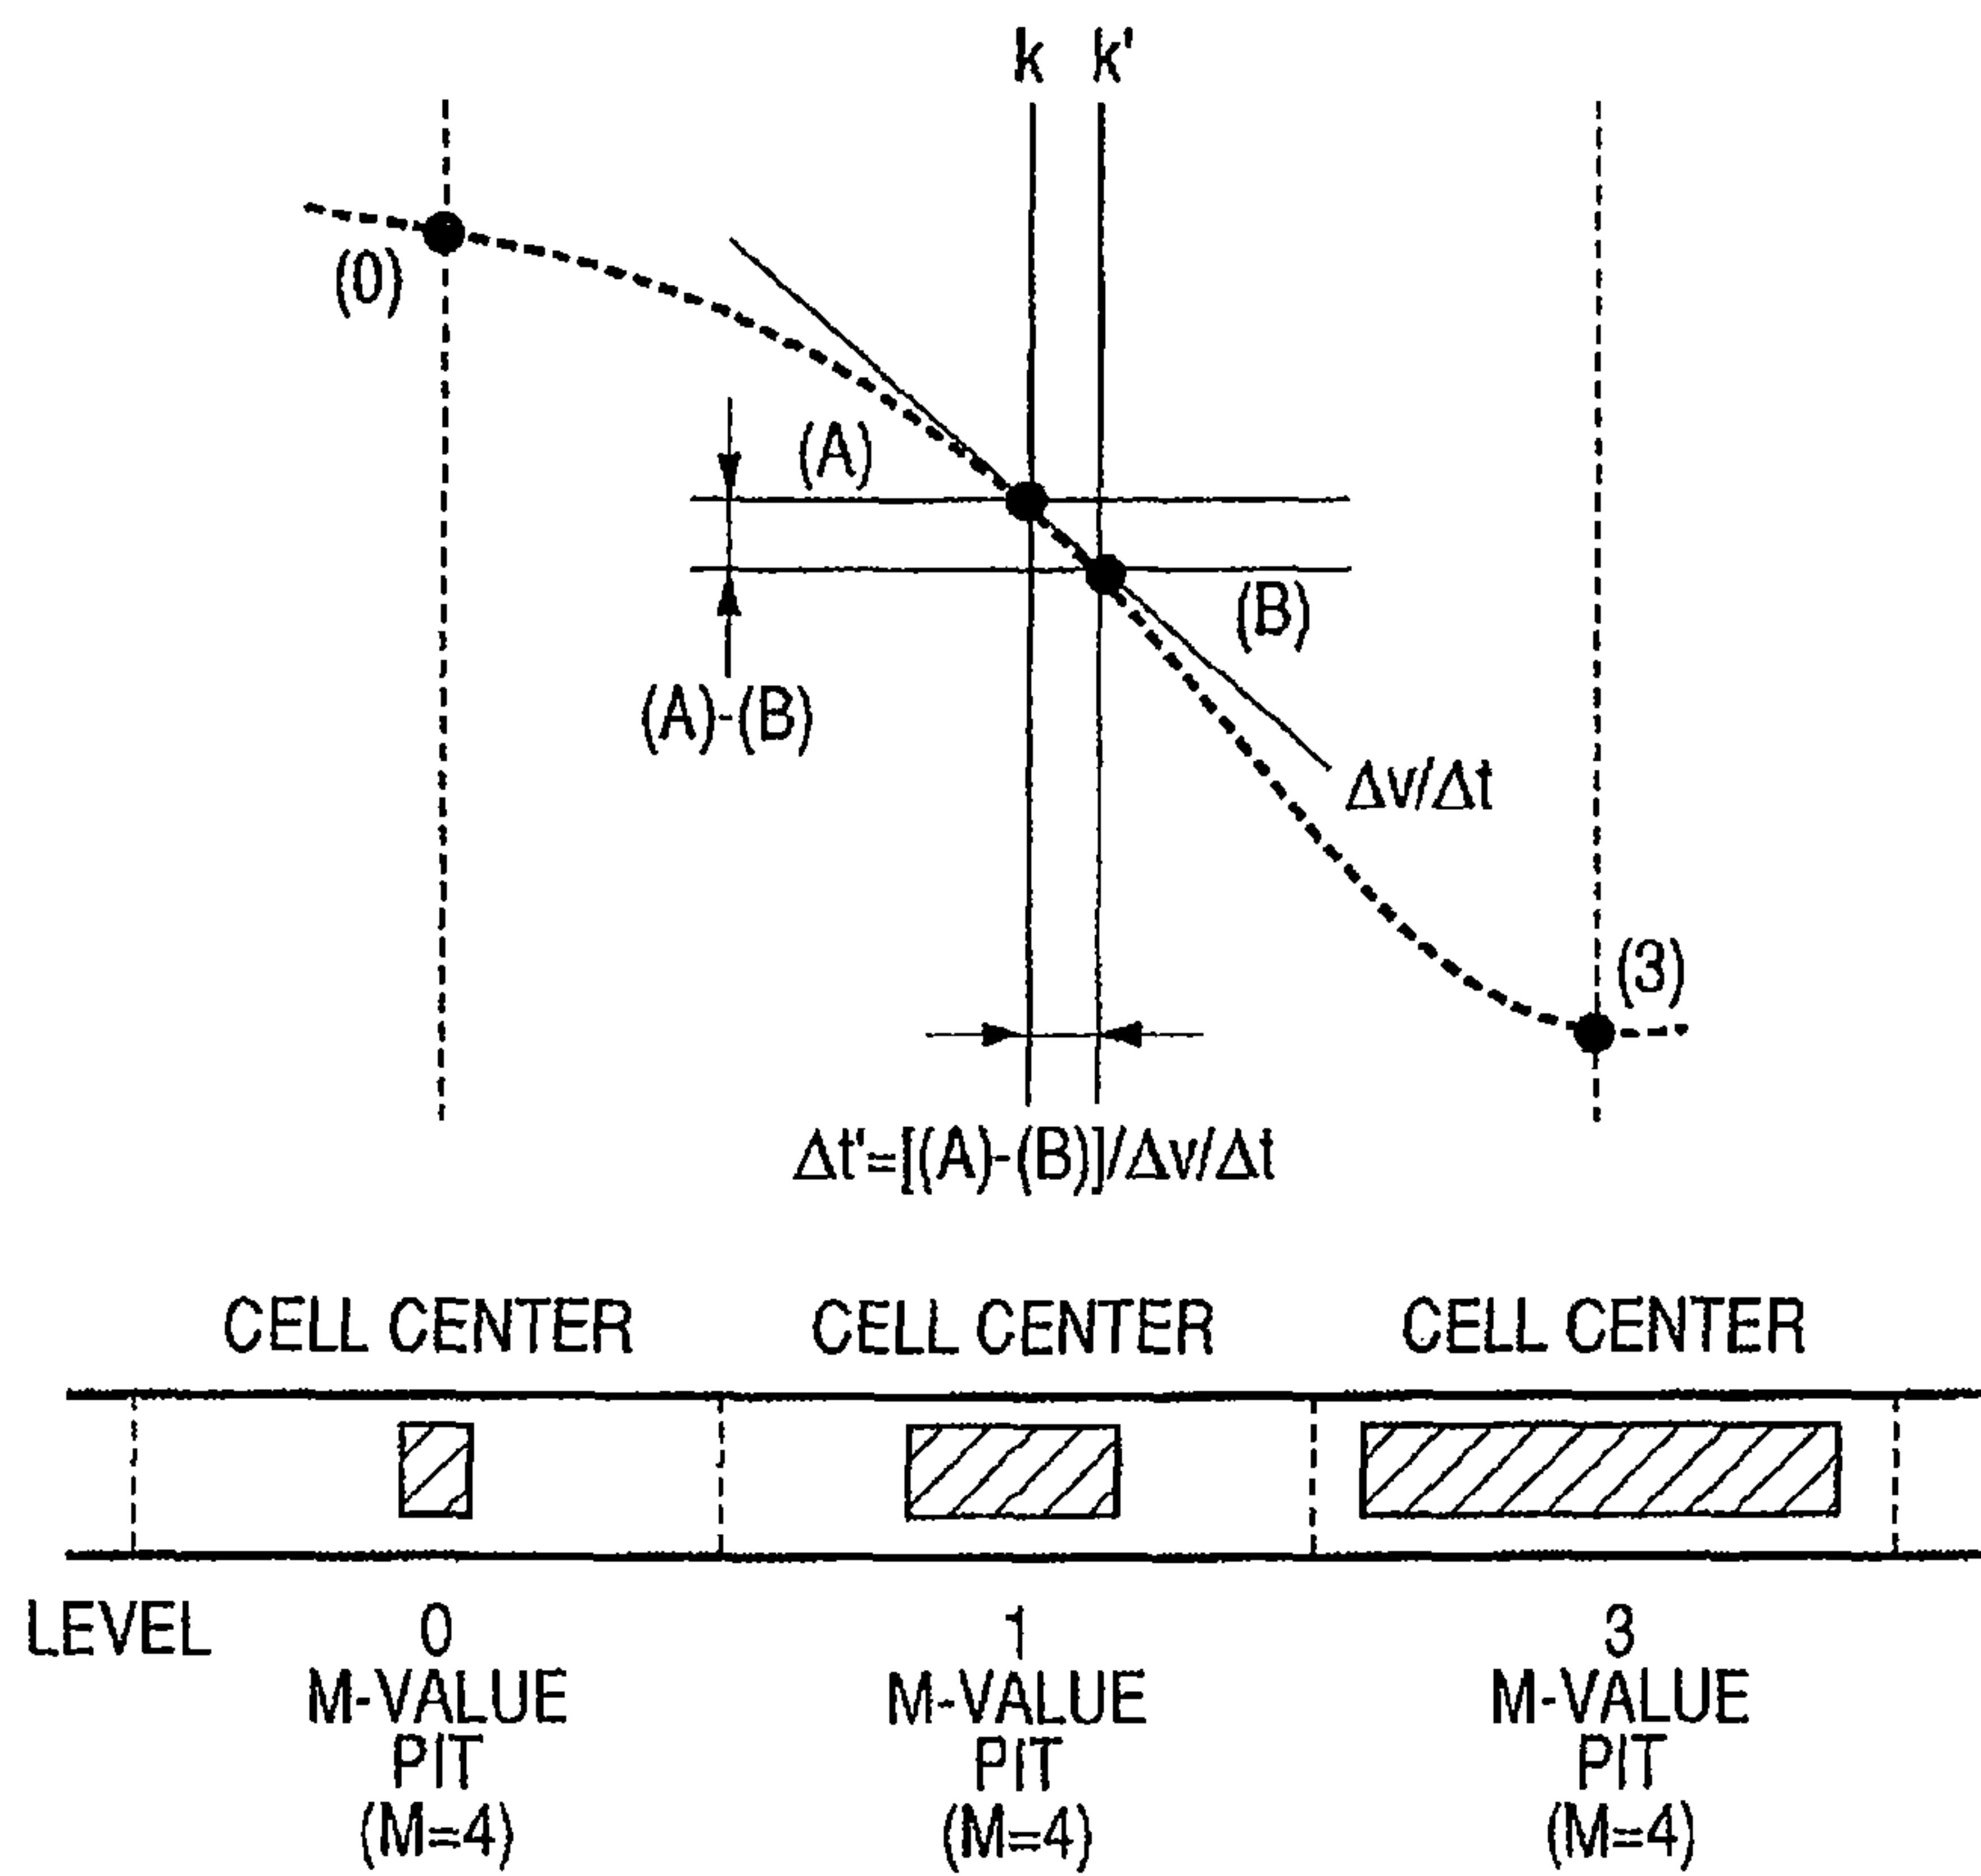 k k'
(0)
(A)
(B)
(A)-(B)
Δv/Δt
(3)
Δt'=[(A)-(B)]/Δv/Δt
CELL CENTER CELL CENTER CELL CENTER
LEVEL 0 1 3
M-VALUE M-VALUE M-VALUE
PIT PIT PIT
(M=4) (M=4) (M=4)